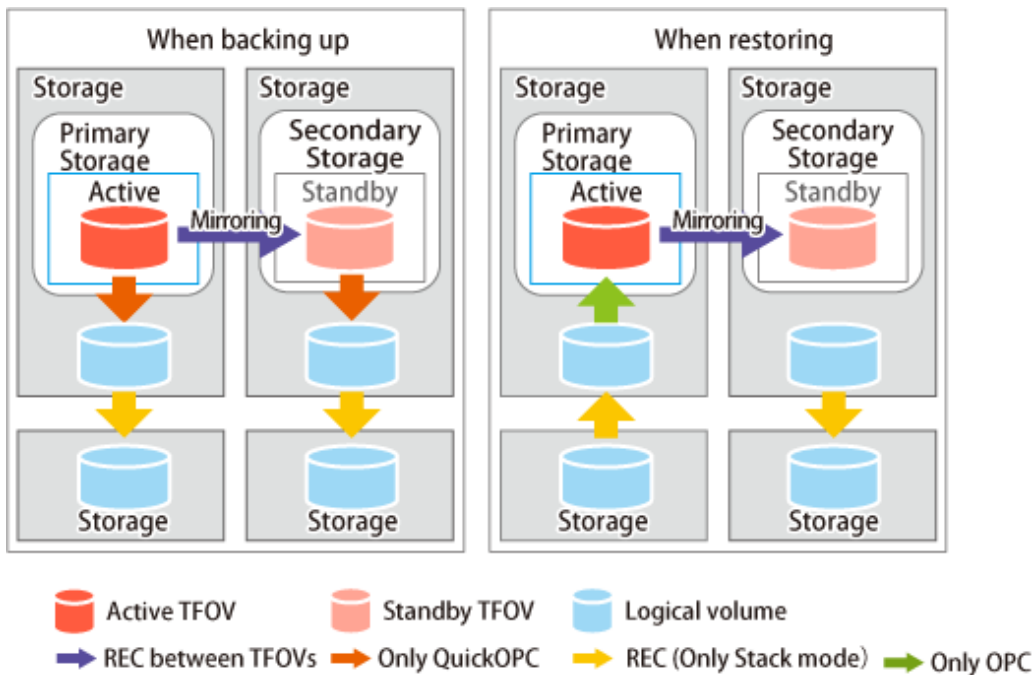 When backing up
Storage
Primary
Storage
Active
Mirroring
Storage
Secondary
Storage
Standby
Storage
Storage
When restoring
Storage
Primary
Storage
Active
Mirroring
Storage
Secondary
Storage
Standby
Storage
Storage
Active TFOV
Standby TFOV
Logical volume
REC between TFOVs
Only QuickOPC
REC (Only Stack mode)
Only OPC